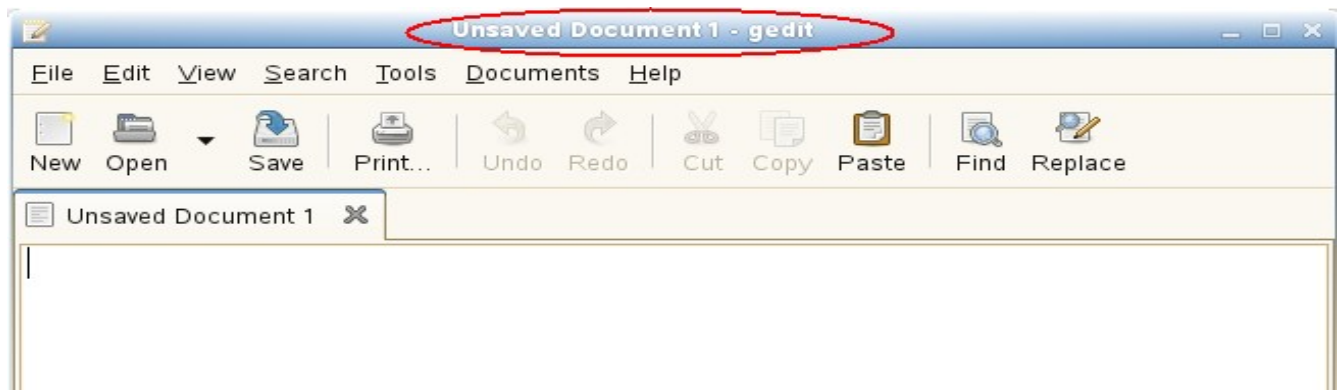 Unsaved Document 1 - gedit
File Edit View Search Tools Documents Help
New Open Save Print... Undo Redo Cut Copy Paste Find Replace
Unsaved Document 1